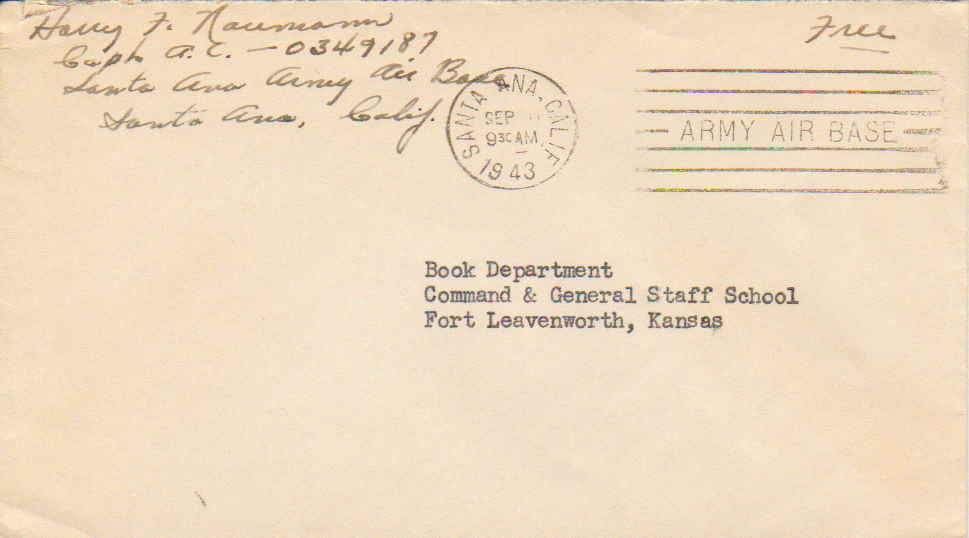 Harry F. Naumann
Capt. A.C. - 0349187
Santa Ana Army Air Base
Santa Ana, Calif.
Free
SANTA ANA, CALIF
SEP
9 30 AM
1943
ARMY AIR BASE
Book Department
Command & General Staff School
Fort Leavenworth, Kansas